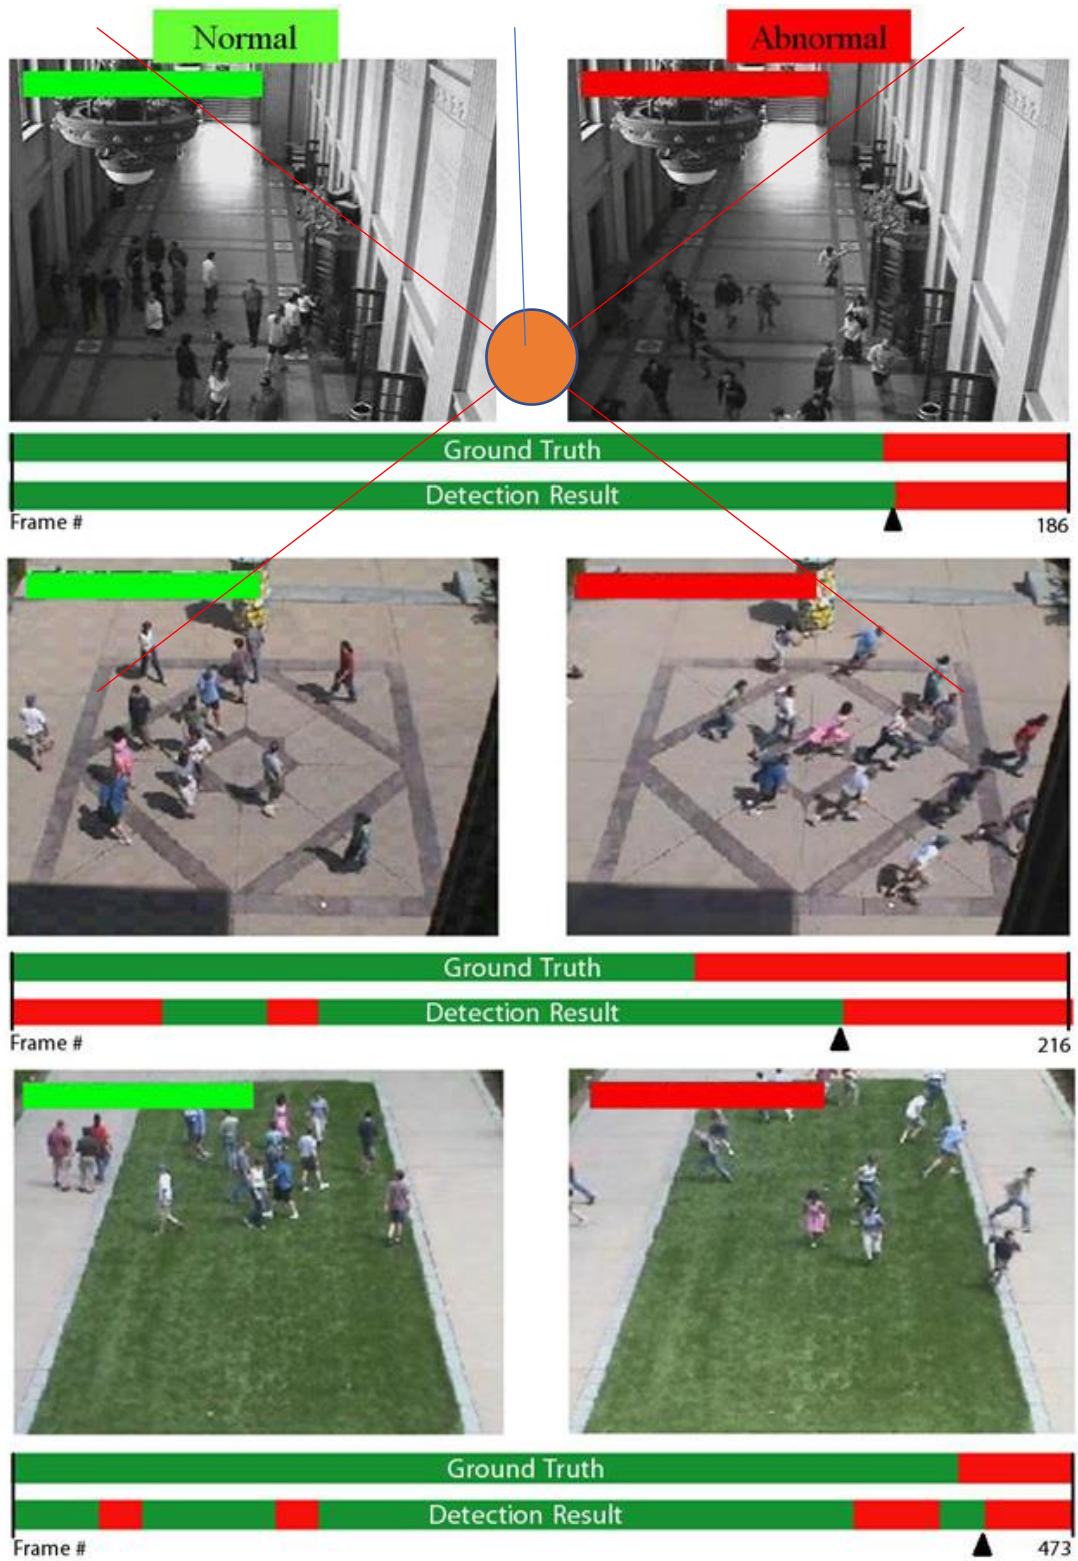 Normal
Abnormal
Ground Truth
Detection Result
Frame #
186
Ground Truth
Detection Result
Frame #
216
Ground Truth
Detection Result
Frame #
473